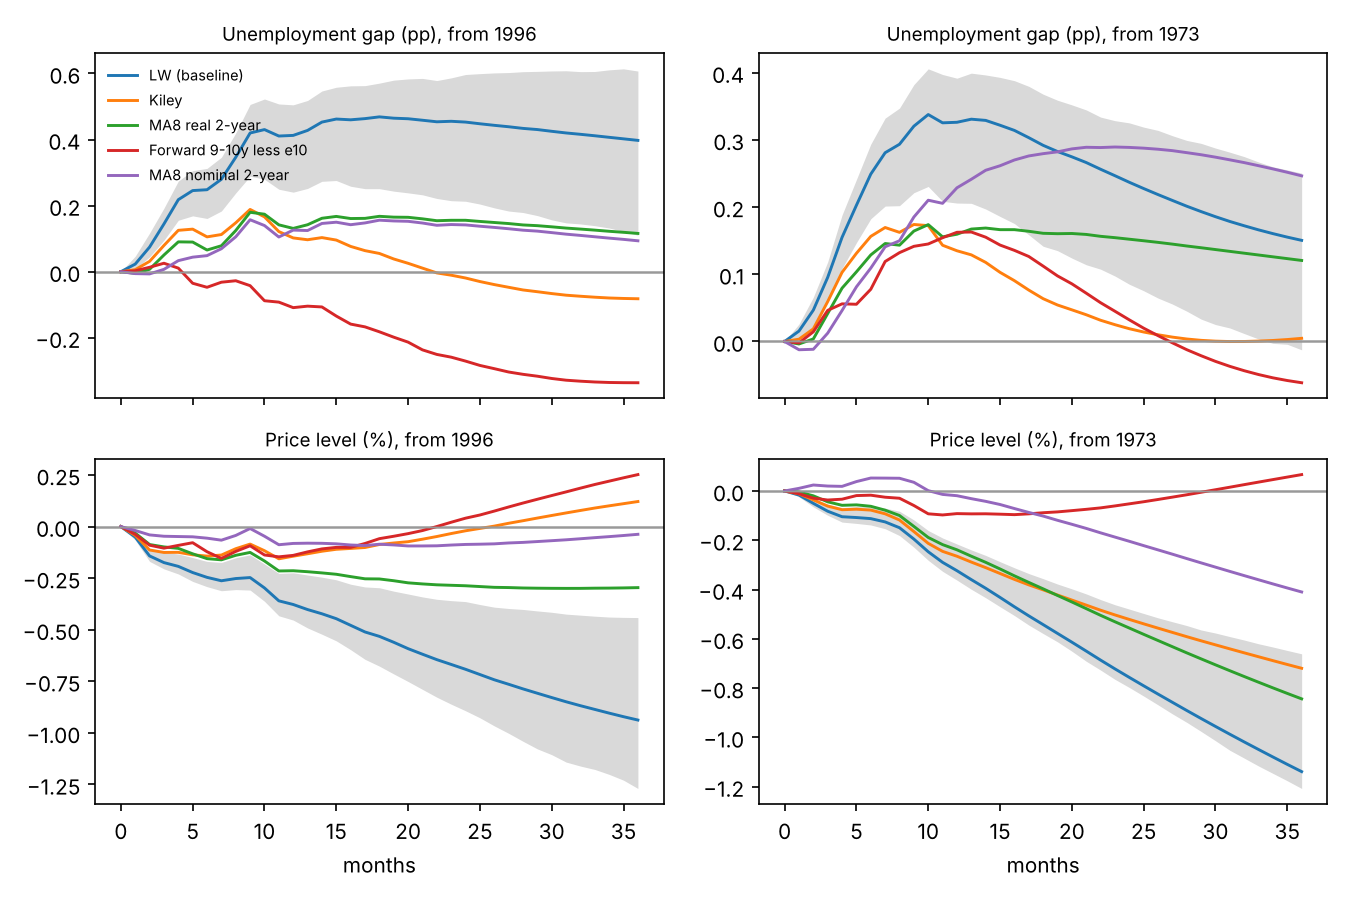 Unemployment gap (pp), from 1996
0.6
0.4
0.2
0.0
−0.2
LW (baseline)
Kiley
MA8 real 2-year
Forward 9-10y less e10
MA8 nominal 2-year
Unemployment gap (pp), from 1973
0.4
0.3
0.2
0.1
0.0
Price level (%), from 1996
0.25
0.00
−0.25
−0.50
−0.75
−1.00
−1.25
0 5 10 15 20 25 30 35
months
Price level (%), from 1973
0.0
−0.2
−0.4
−0.6
−0.8
−1.0
−1.2
0 5 10 15 20 25 30 35
months